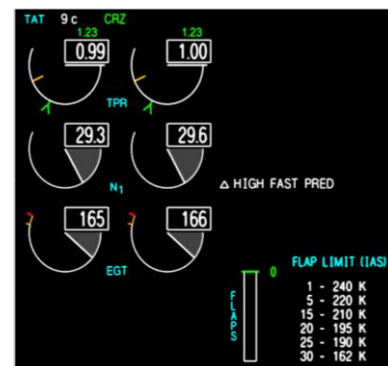 TAT 9 c CRZ
1.23 1.23
0.99 1.00
TPR
29.3 29.6
N1
△ HIGH FAST PRED
165 166
EGT
FLAPS
0
FLAP LIMIT (IAS)
1 - 240 K
5 - 220 K
15 - 210 K
20 - 195 K
25 - 190 K
30 - 162 K